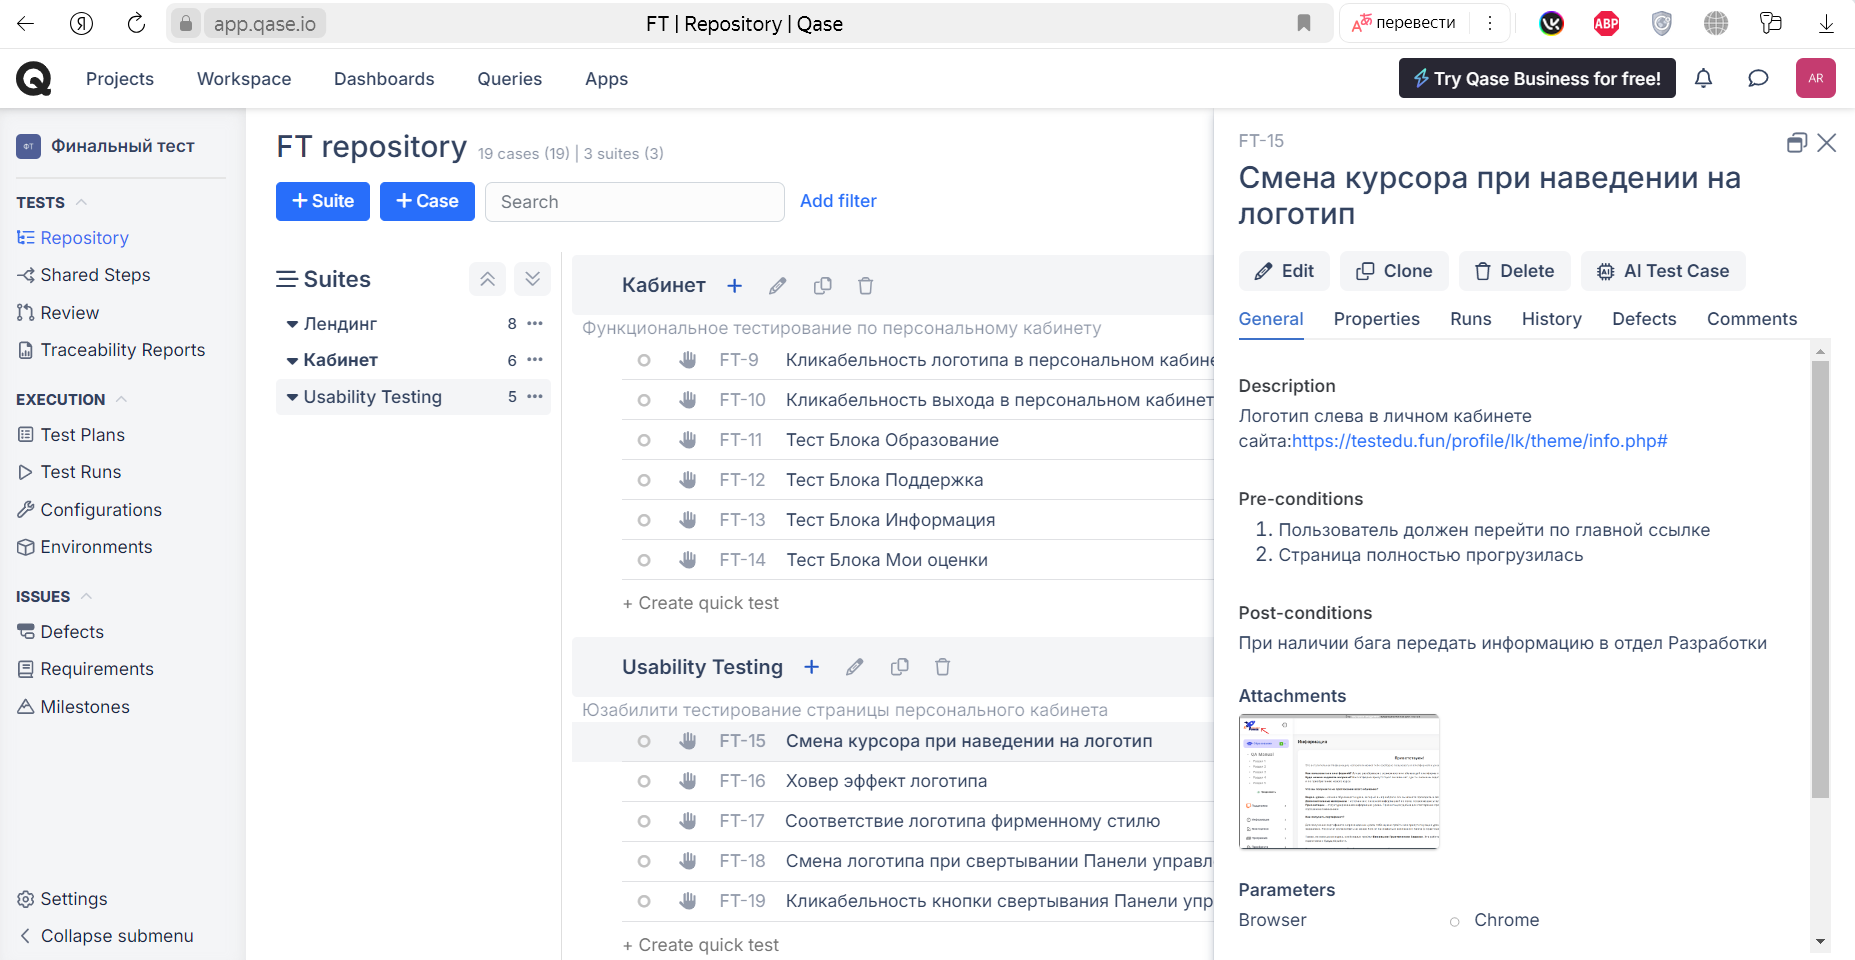 app.qase.io
FT | Repository | Qase
перевести
ABP
Projects
Workspace
Dashboards
Queries
Apps
Try Qase Business for free!
AR
ФТ
Финальный тест
TESTS
Repository
Shared Steps
Review
Traceability Reports
EXECUTION
Test Plans
Test Runs
Configurations
Environments
ISSUES
Defects
Requirements
Milestones
Settings
Collapse submenu
FT repository
19 cases (19) | 3 suites (3)
+ Suite
+ Case
Search
Add filter
Suites
Лендинг 8
Кабинет 6
Usability Testing 5
Кабинет
Функциональное тестирование по персональному кабинету
FT-9 Кликабельность логотипа в персональном кабине
FT-10 Кликабельность выхода в персональном кабинет
FT-11 Тест Блока Образование
FT-12 Тест Блока Поддержка
FT-13 Тест Блока Информация
FT-14 Тест Блока Мои оценки
+ Create quick test
Usability Testing
Юзабилити тестирование страницы персонального кабинета
FT-15 Смена курсора при наведении на логотип
FT-16 Ховер эффект логотипа
FT-17 Соответствие логотипа фирменному стилю
FT-18 Смена логотипа при свертывании Панели управл
FT-19 Кликабельность кнопки свертывания Панели упр
+ Create quick test
FT-15
Смена курсора при наведении на
логотип
Edit
Clone
Delete
AI Test Case
General
Properties
Runs
History
Defects
Comments
Description
Логотип слева в личном кабинете
сайта:https://testedu.fun/profile/lk/theme/info.php#
Pre-conditions
1. Пользователь должен перейти по главной ссылке
2. Страница полностью прогрузилась
Post-conditions
При наличии бага передать информацию в отдел Разработки
Attachments
Информация
Parameters
Browser
Chrome